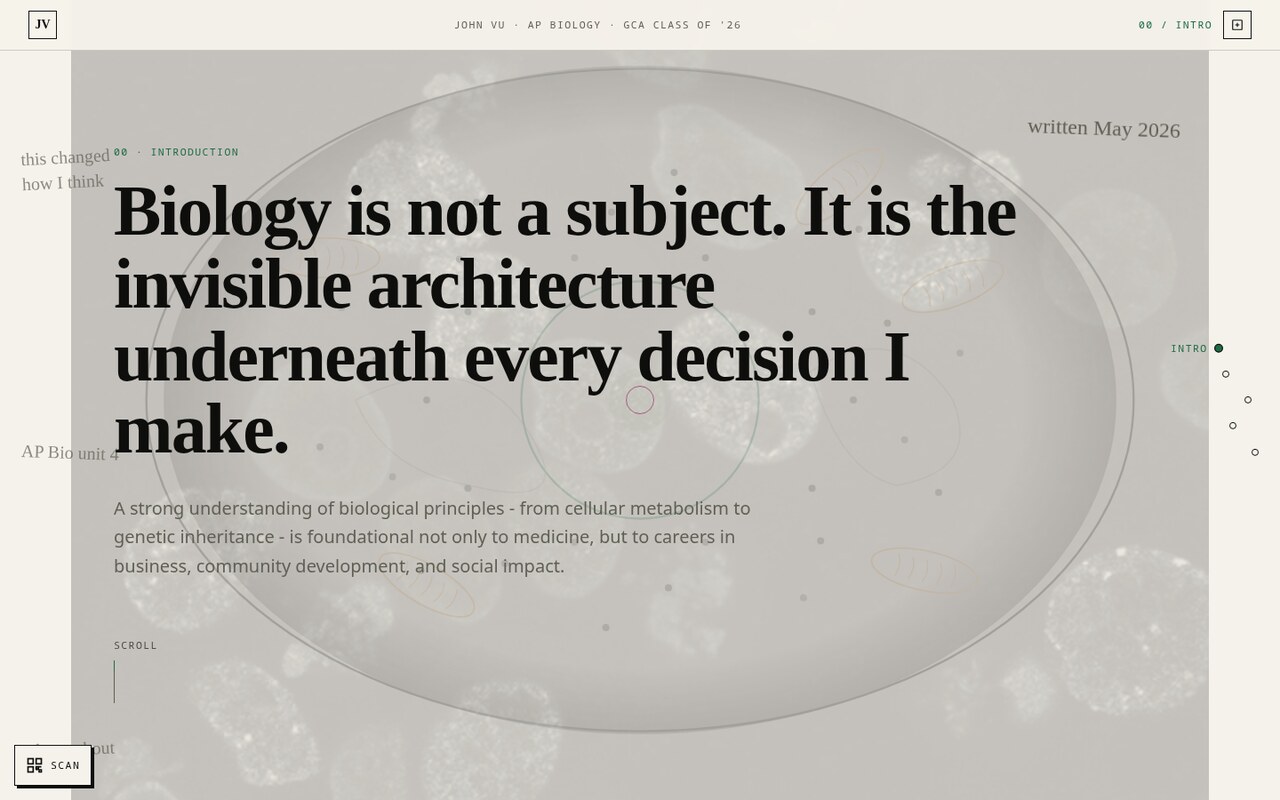 JV
JOHN VU · AP BIOLOGY · GCA CLASS OF '26
00 / INTRO
written May 2026
this changed
how I think
00 · INTRODUCTION
Biology is not a subject. It is the
invisible architecture
underneath every decision I
make.
INTRO
AP Bio unit 4
A strong understanding of biological principles - from cellular metabolism to
genetic inheritance - is foundational not only to medicine, but to careers in
business, community development, and social impact.
SCROLL
SCAN